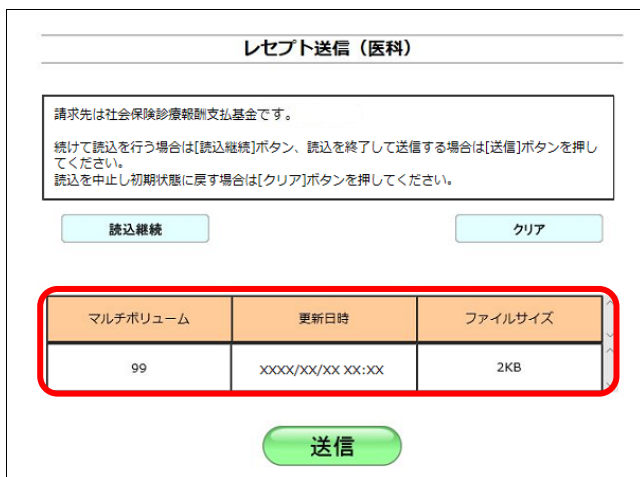 レセプト送信（医科）
請求先は社会保険診療報酬支払基金です。
続けて読込を行う場合は[読込継続]ボタン、読込を終了して送信する場合は[送信]ボタンを押し
てください。
読込を中止し初期状態に戻す場合は[クリア]ボタンを押してください。
読込継続 クリア
マルチボリューム 更新日時 ファイルサイズ
99 XXXX/XX/XX XX:XX 2KB
送信